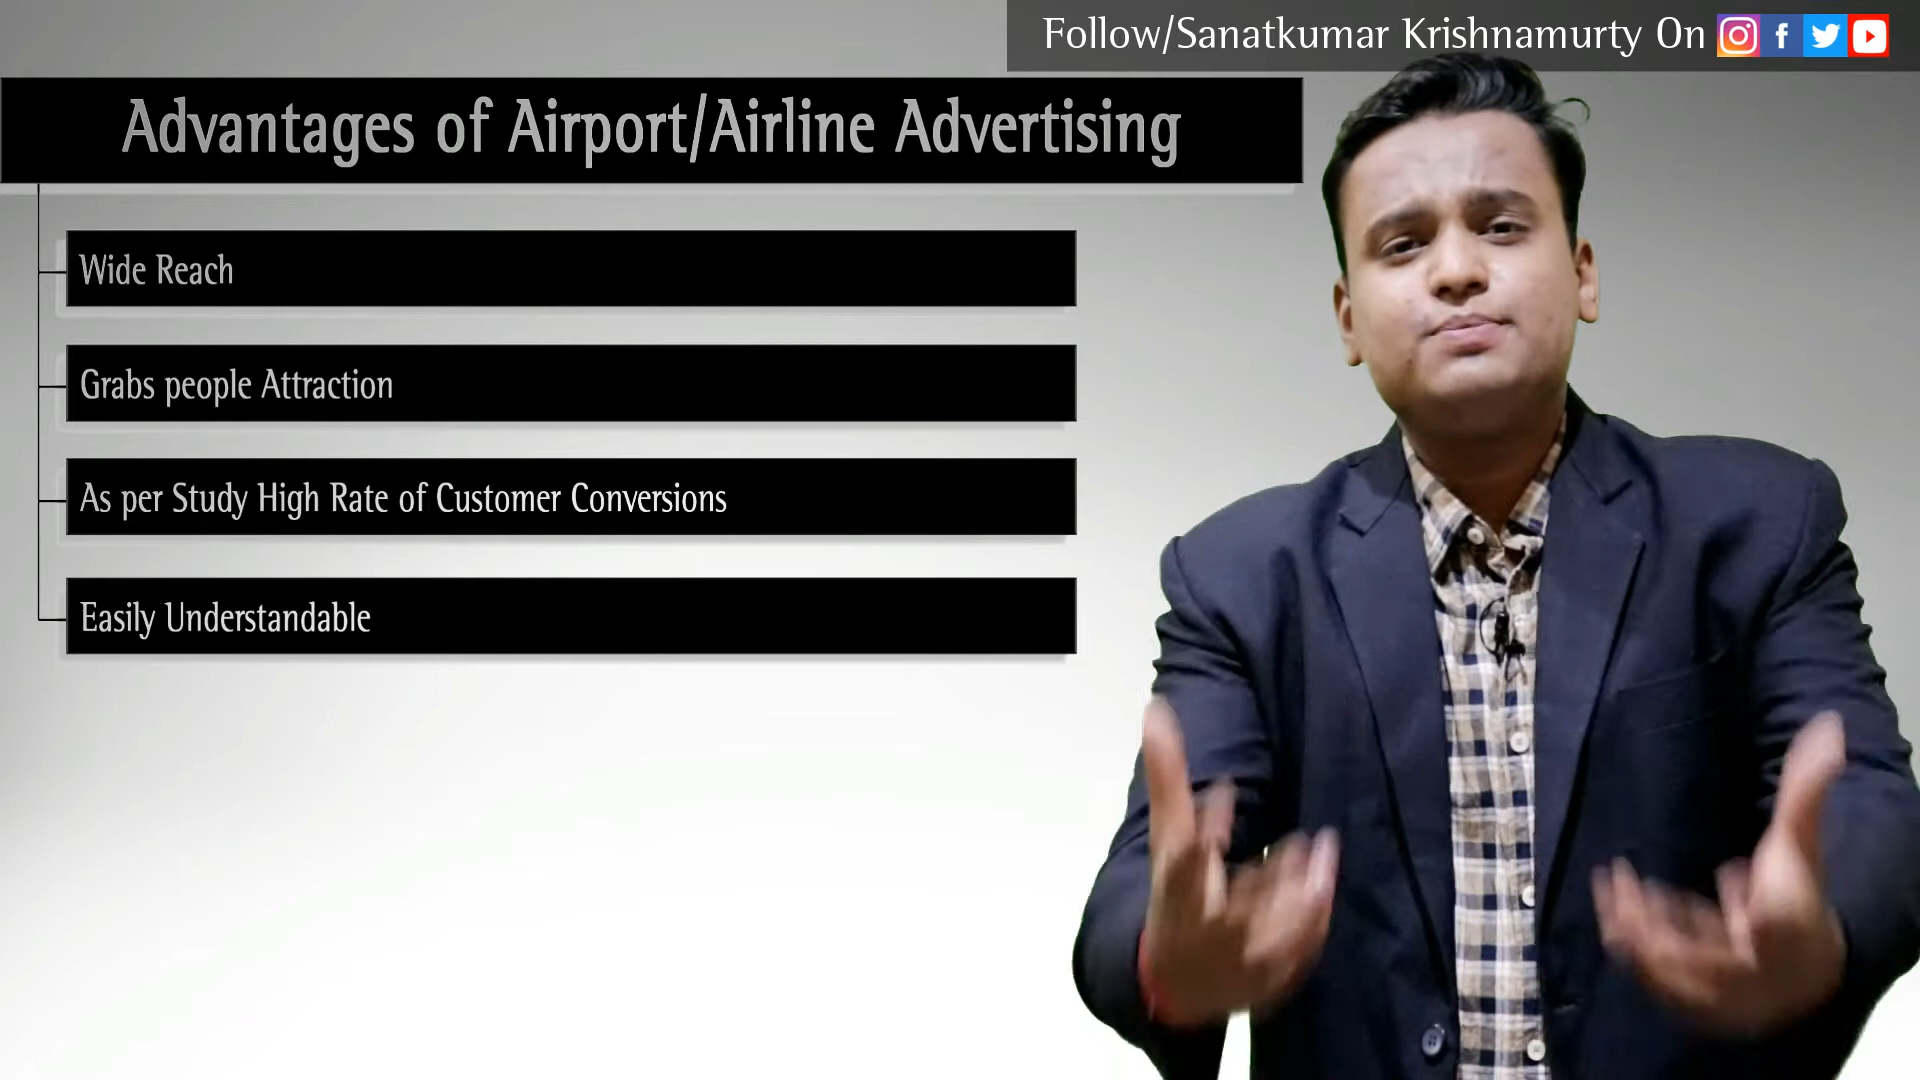 Follow/Sanatkumar Krishnamurty On
Advantages of Airport/Airline Advertising
Wide Reach
Grabs people Attraction
As per Study High Rate of Customer Conversions
Easily Understandable